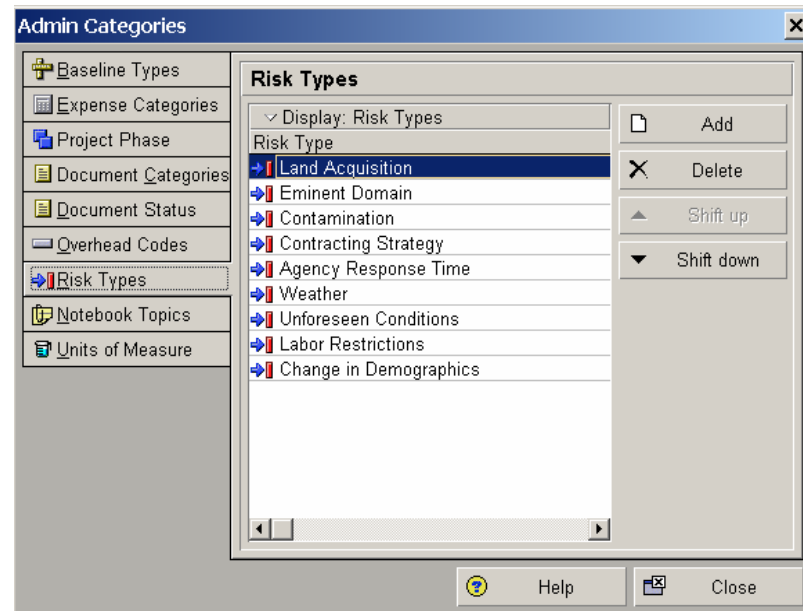 Admin Categories
Baseline Types
Expense Categories
Project Phase
Document Categories
Document Status
Overhead Codes
Risk Types
Notebook Topics
Units of Measure
Risk Types
Display: Risk Types
Risk Type
Land Acquisition
Eminent Domain
Contamination
Contracting Strategy
Agency Response Time
Weather
Unforeseen Conditions
Labor Restrictions
Change in Demographics
Add
Delete
Shift up
Shift down
Help
Close